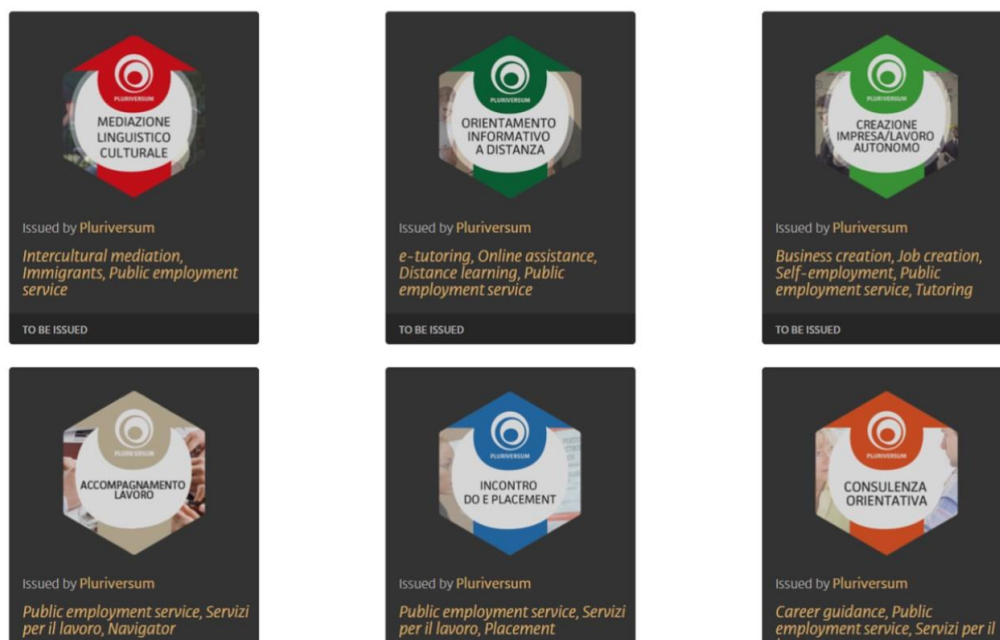 PLURIVERSUM
MEDIAZIONE
LINGUISTICO
CULTURALE
Issued by Pluriversum
Intercultural mediation,
Immigrants, Public employment
service
TO BE ISSUED
PLURIVERSUM
ORIENTAMENTO
INFORMATIVO
A DISTANZA
Issued by Pluriversum
e-tutoring, Online assistance,
Distance learning, Public
employment service
TO BE ISSUED
PLURIVERSUM
CREAZIONE
IMPRESA/LAVORO
AUTONOMO
Issued by Pluriversum
Business creation, Job creation,
Self-employment, Public
employment service, Tutoring
TO BE ISSUED
PLURIVERSUM
ACCOMPAGNAMENTO
LAVORO
Issued by Pluriversum
Public employment service, Servizi
per il lavoro, Navigator
PLURIVERSUM
INCONTRO
DO E PLACEMENT
Issued by Pluriversum
Public employment service, Servizi
per il lavoro, Placement
PLURIVERSUM
CONSULENZA
ORIENTATIVA
Issued by Pluriversum
Career guidance, Public
employment service, Servizi per il